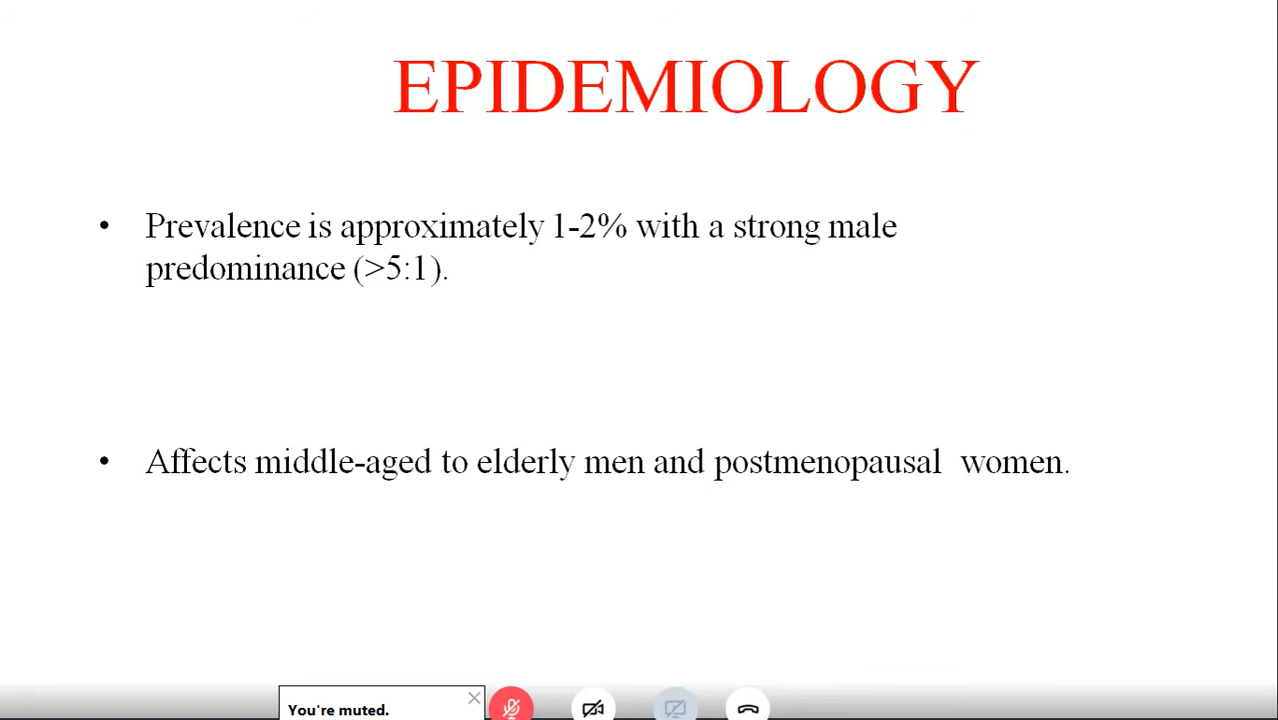 EPIDEMIOLOGY
• Prevalence is approximately 1-2% with a strong male
predominance (>5:1).
• Affects middle-aged to elderly men and postmenopausal women.
You're muted.